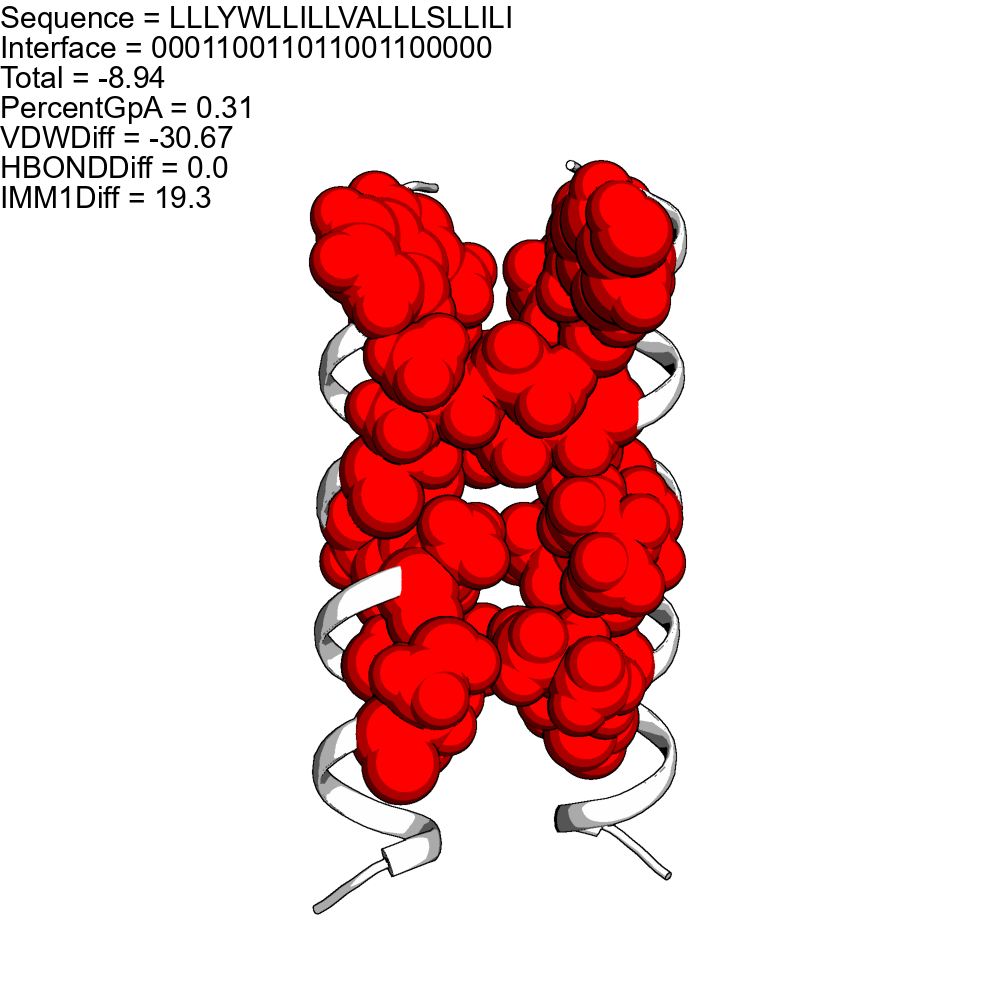 Sequence = LLLYWLLILLVALLLSLLILI
Interface = 000110011011001100000
Total = -8.94
PercentGpA = 0.31
VDWDiff = -30.67
HBONDDiff = 0.0
IMM1Diff = 19.3